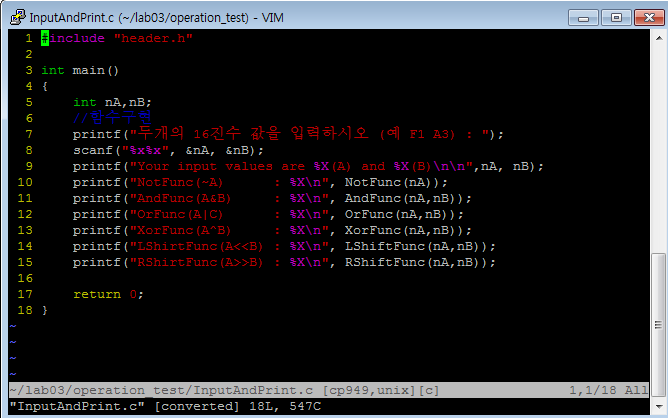 InputAndPrint.c (~/lab03/operation_test) - VIM
1 #include "header.h"
2
3 int main()
4 {
5 int nA,nB;
6 //함수구현
7 printf("두개의 16진수 값을 입력하시오 (예 F1 A3) : ");
8 scanf("%x%x", &nA, &nB);
9 printf("Your input values are %X(A) and %X(B)\n\n",nA, nB);
10 printf("NotFunc(~A) : %X\n", NotFunc(nA));
11 printf("AndFunc(A&B) : %X\n", AndFunc(nA,nB));
12 printf("OrFunc(A|C) : %X\n", OrFunc(nA,nB));
13 printf("XorFunc(A^B) : %X\n", XorFunc(nA,nB));
14 printf("LShirtFunc(A<<B) : %X\n", LShiftFunc(nA,nB));
15 printf("RShirtFunc(A>>B) : %X\n", RShiftFunc(nA,nB));
16
17 return 0;
18 }
~
~
~
~
~/lab03/operation_test/InputAndPrint.c [cp949,unix][c] 1,1/18 All
"InputAndPrint.c" [converted] 18L, 547C